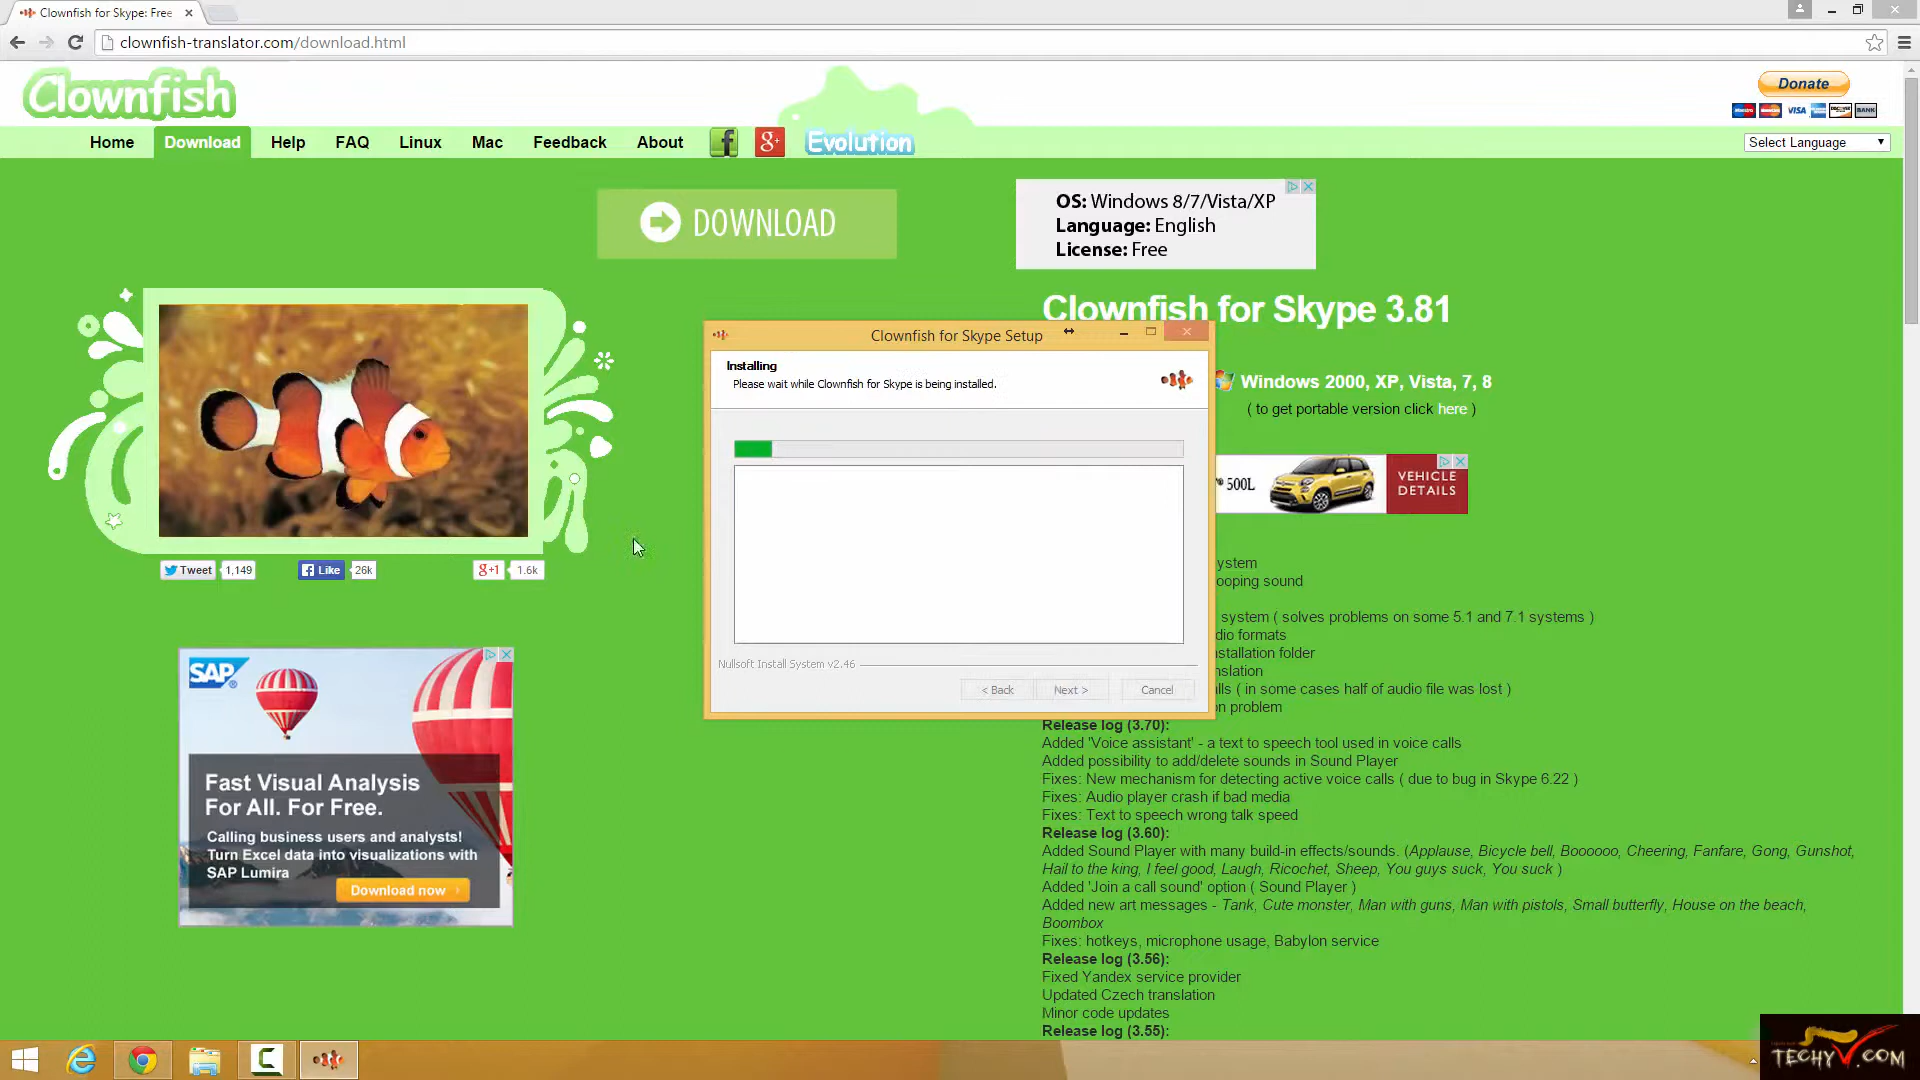 Clownfish for Skype: Free
clownfish-translator.com/download.html
Clownfish
Donate
VISA
BANK
Home
Download
Help
FAQ
Linux
Mac
Feedback
About
f
g+
Evolution
Select Language
DOWNLOAD
OS: Windows 8/7/Vista/XP
Language: English
License: Free
Clownfish for Skype 3.81
Windows 2000, XP, Vista, 7, 8
( to get portable version click here )
Clownfish for Skype Setup
Installing
Please wait while Clownfish for Skype is being installed.
Nullsoft Install System v2.46
< Back
Next >
Cancel
500L
VEHICLE
DETAILS
ystem
ooping sound
system ( solves problems on some 5.1 and 7.1 systems )
dio formats
stallation folder
nslation
lls ( in some cases half of audio file was lost )
on problem
Release log (3.70):
Added 'Voice assistant' - a text to speech tool used in voice calls
Added possibility to add/delete sounds in Sound Player
Fixes: New mechanism for detecting active voice calls ( due to bug in Skype 6.22 )
Fixes: Audio player crash if bad media
Fixes: Text to speech wrong talk speed
Release log (3.60):
Added Sound Player with many build-in effects/sounds. (Applause, Bicycle bell, Boooooo, Cheering, Fanfare, Gong, Gunshot,
Hail to the king, I feel good, Laugh, Ricochet, Sheep, You guys suck, You suck )
Added 'Join a call sound' option ( Sound Player )
Added new art messages - Tank, Cute monster, Man with guns, Man with pistols, Small butterfly, House on the beach,
Boombox
Fixes: hotkeys, microphone usage, Babylon service
Release log (3.56):
Fixed Yandex service provider
Updated Czech translation
Minor code updates
Release log (3.55):
Tweet 1,149
Like 26k
g+1 1.6k
SAP
Fast Visual Analysis
For All. For Free.
Calling business users and analysts!
Turn Excel data into visualizations with
SAP Lumira
Download now
TECHYV.COM